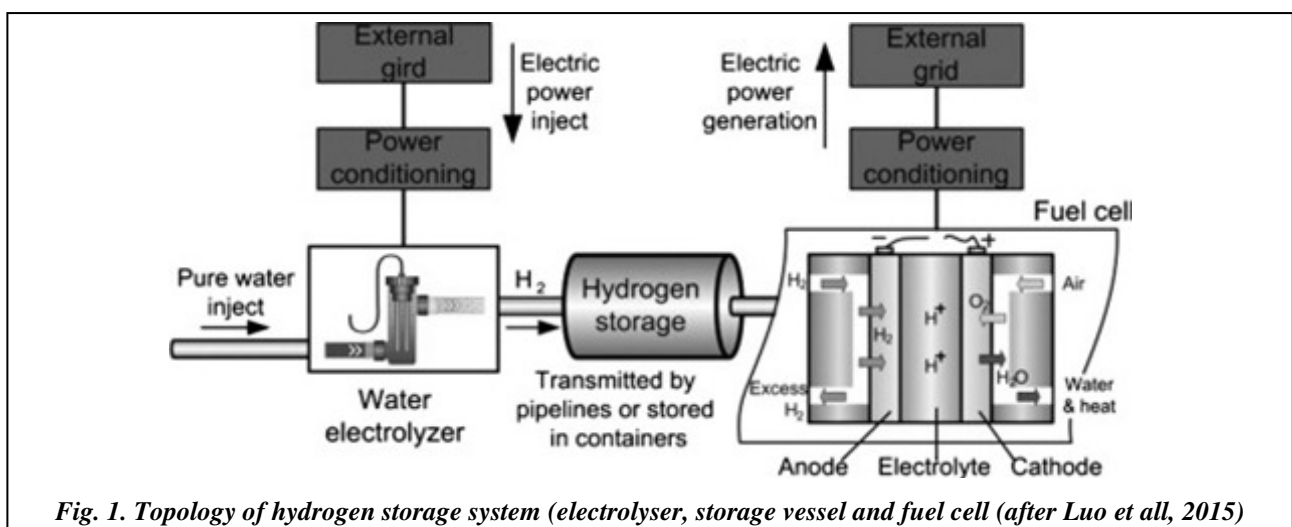 External
gird
Electric
power
inject
Electric
power
generation
External
grid
Power
conditioning
Power
conditioning
Fuel cell
Pure water
inject
H2
Hydrogen
storage
Water
electrolyzer
Transmitted by
pipelines or stored
in containers
− +
H2
Air
O2
H+
H2
H+
H2O
Excess
H2
Water
& heat
Anode Electrolyte Cathode
Fig. 1. Topology of hydrogen storage system (electrolyser, storage vessel and fuel cell (after Luo et all, 2015)